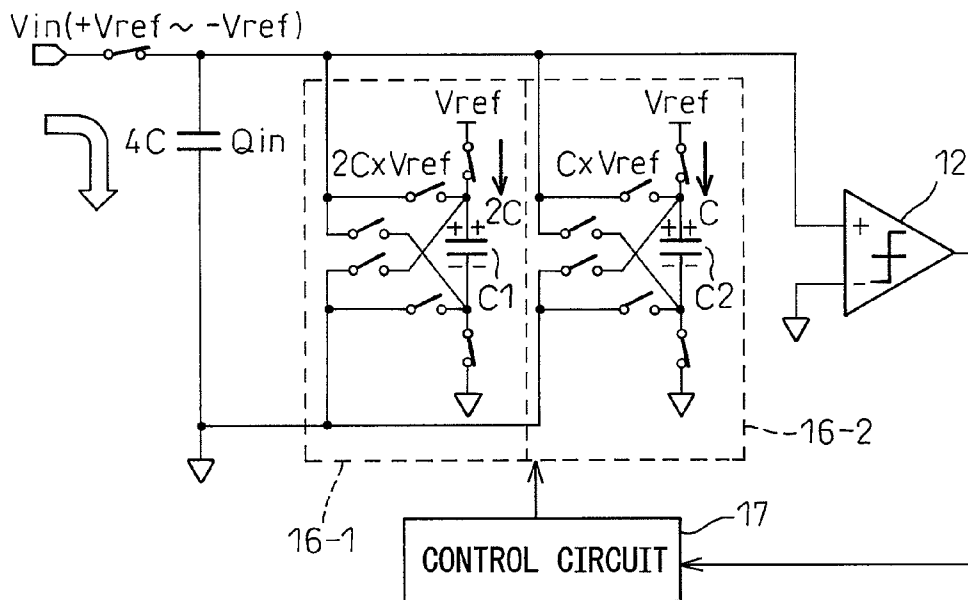 Vin(+Vref ~ -Vref)
Vref
Vref
4C
Qin
2CxVref
CxVref
12
2C
C
+ +
+ +
+
- -
- -
-
C1
C2
16-2
16-1
17
CONTROL CIRCUIT